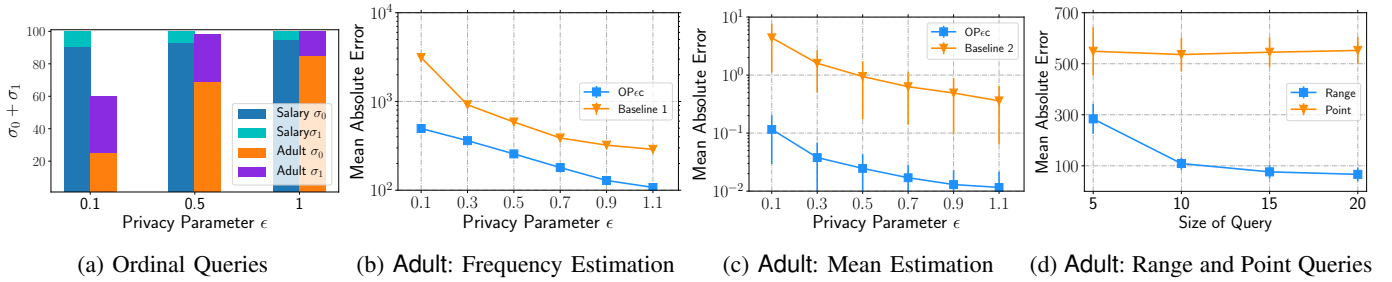 100
80
60
40
20
σ0 + σ1
Salary σ0
Salaryσ1
Adult σ0
Adult σ1
0.1 0.5 1
Privacy Parameter ϵ
(a) Ordinal Queries
10^4
10^3
10^2
Mean Absolute Error
OPϵc
Baseline 1
0.1 0.3 0.5 0.7 0.9 1.1
Privacy Parameter ϵ
(b) Adult: Frequency Estimation
10^1
10^0
10^−1
10^−2
Mean Absolute Error
OPϵc
Baseline 2
0.1 0.3 0.5 0.7 0.9 1.1
Privacy Parameter ϵ
(c) Adult: Mean Estimation
700
500
300
100
Mean Absolute Error
Range
Point
5 10 15 20
Size of Query
(d) Adult: Range and Point Queries